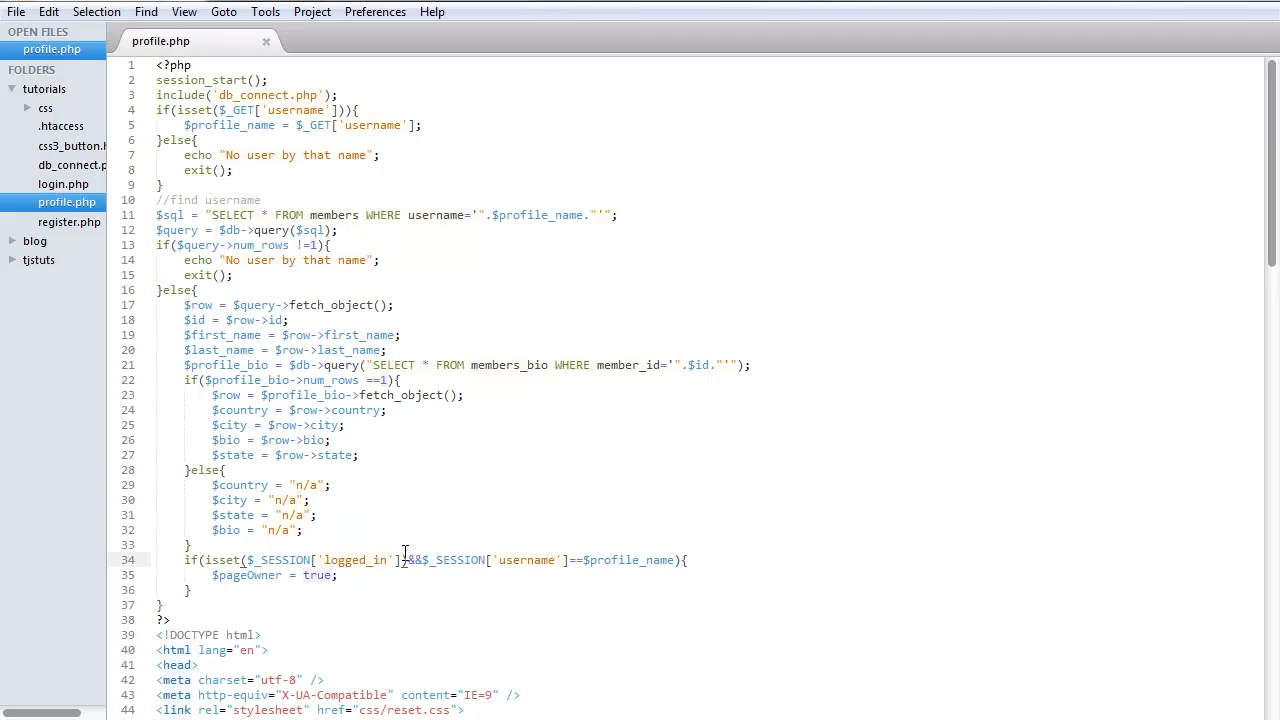 File Edit Selection Find View Goto Tools Project Preferences Help
OPEN FILES
profile.php
FOLDERS
tutorials
css
.htaccess
css3_button.h
db_connect.p
login.php
profile.php
register.php
blog
tjstuts
profile.php ×
1 <?php
2 session_start();
3 include('db_connect.php');
4 if(isset($_GET['username'])){
5 $profile_name = $_GET['username'];
6 }else{
7 echo "No user by that name";
8 exit();
9 }
10 //find username
11 $sql = "SELECT * FROM members WHERE username='".$profile_name."'";
12 $query = $db->query($sql);
13 if($query->num_rows !=1){
14 echo "No user by that name";
15 exit();
16 }else{
17 $row = $query->fetch_object();
18 $id = $row->id;
19 $first_name = $row->first_name;
20 $last_name = $row->last_name;
21 $profile_bio = $db->query("SELECT * FROM members_bio WHERE member_id='".$id."'");
22 if($profile_bio->num_rows ==1){
23 $row = $profile_bio->fetch_object();
24 $country = $row->country;
25 $city = $row->city;
26 $bio = $row->bio;
27 $state = $row->state;
28 }else{
29 $country = "n/a";
30 $city = "n/a";
31 $state = "n/a";
32 $bio = "n/a";
33 }
34 if(isset($_SESSION['logged_in'])&&$_SESSION['username']==$profile_name){
35 $pageOwner = true;
36 }
37 }
38 ?>
39 <!DOCTYPE html>
40 <html lang="en">
41 <head>
42 <meta charset="utf-8" />
43 <meta http-equiv="X-UA-Compatible" content="IE=9" />
44 <link rel="stylesheet" href="css/reset.css">